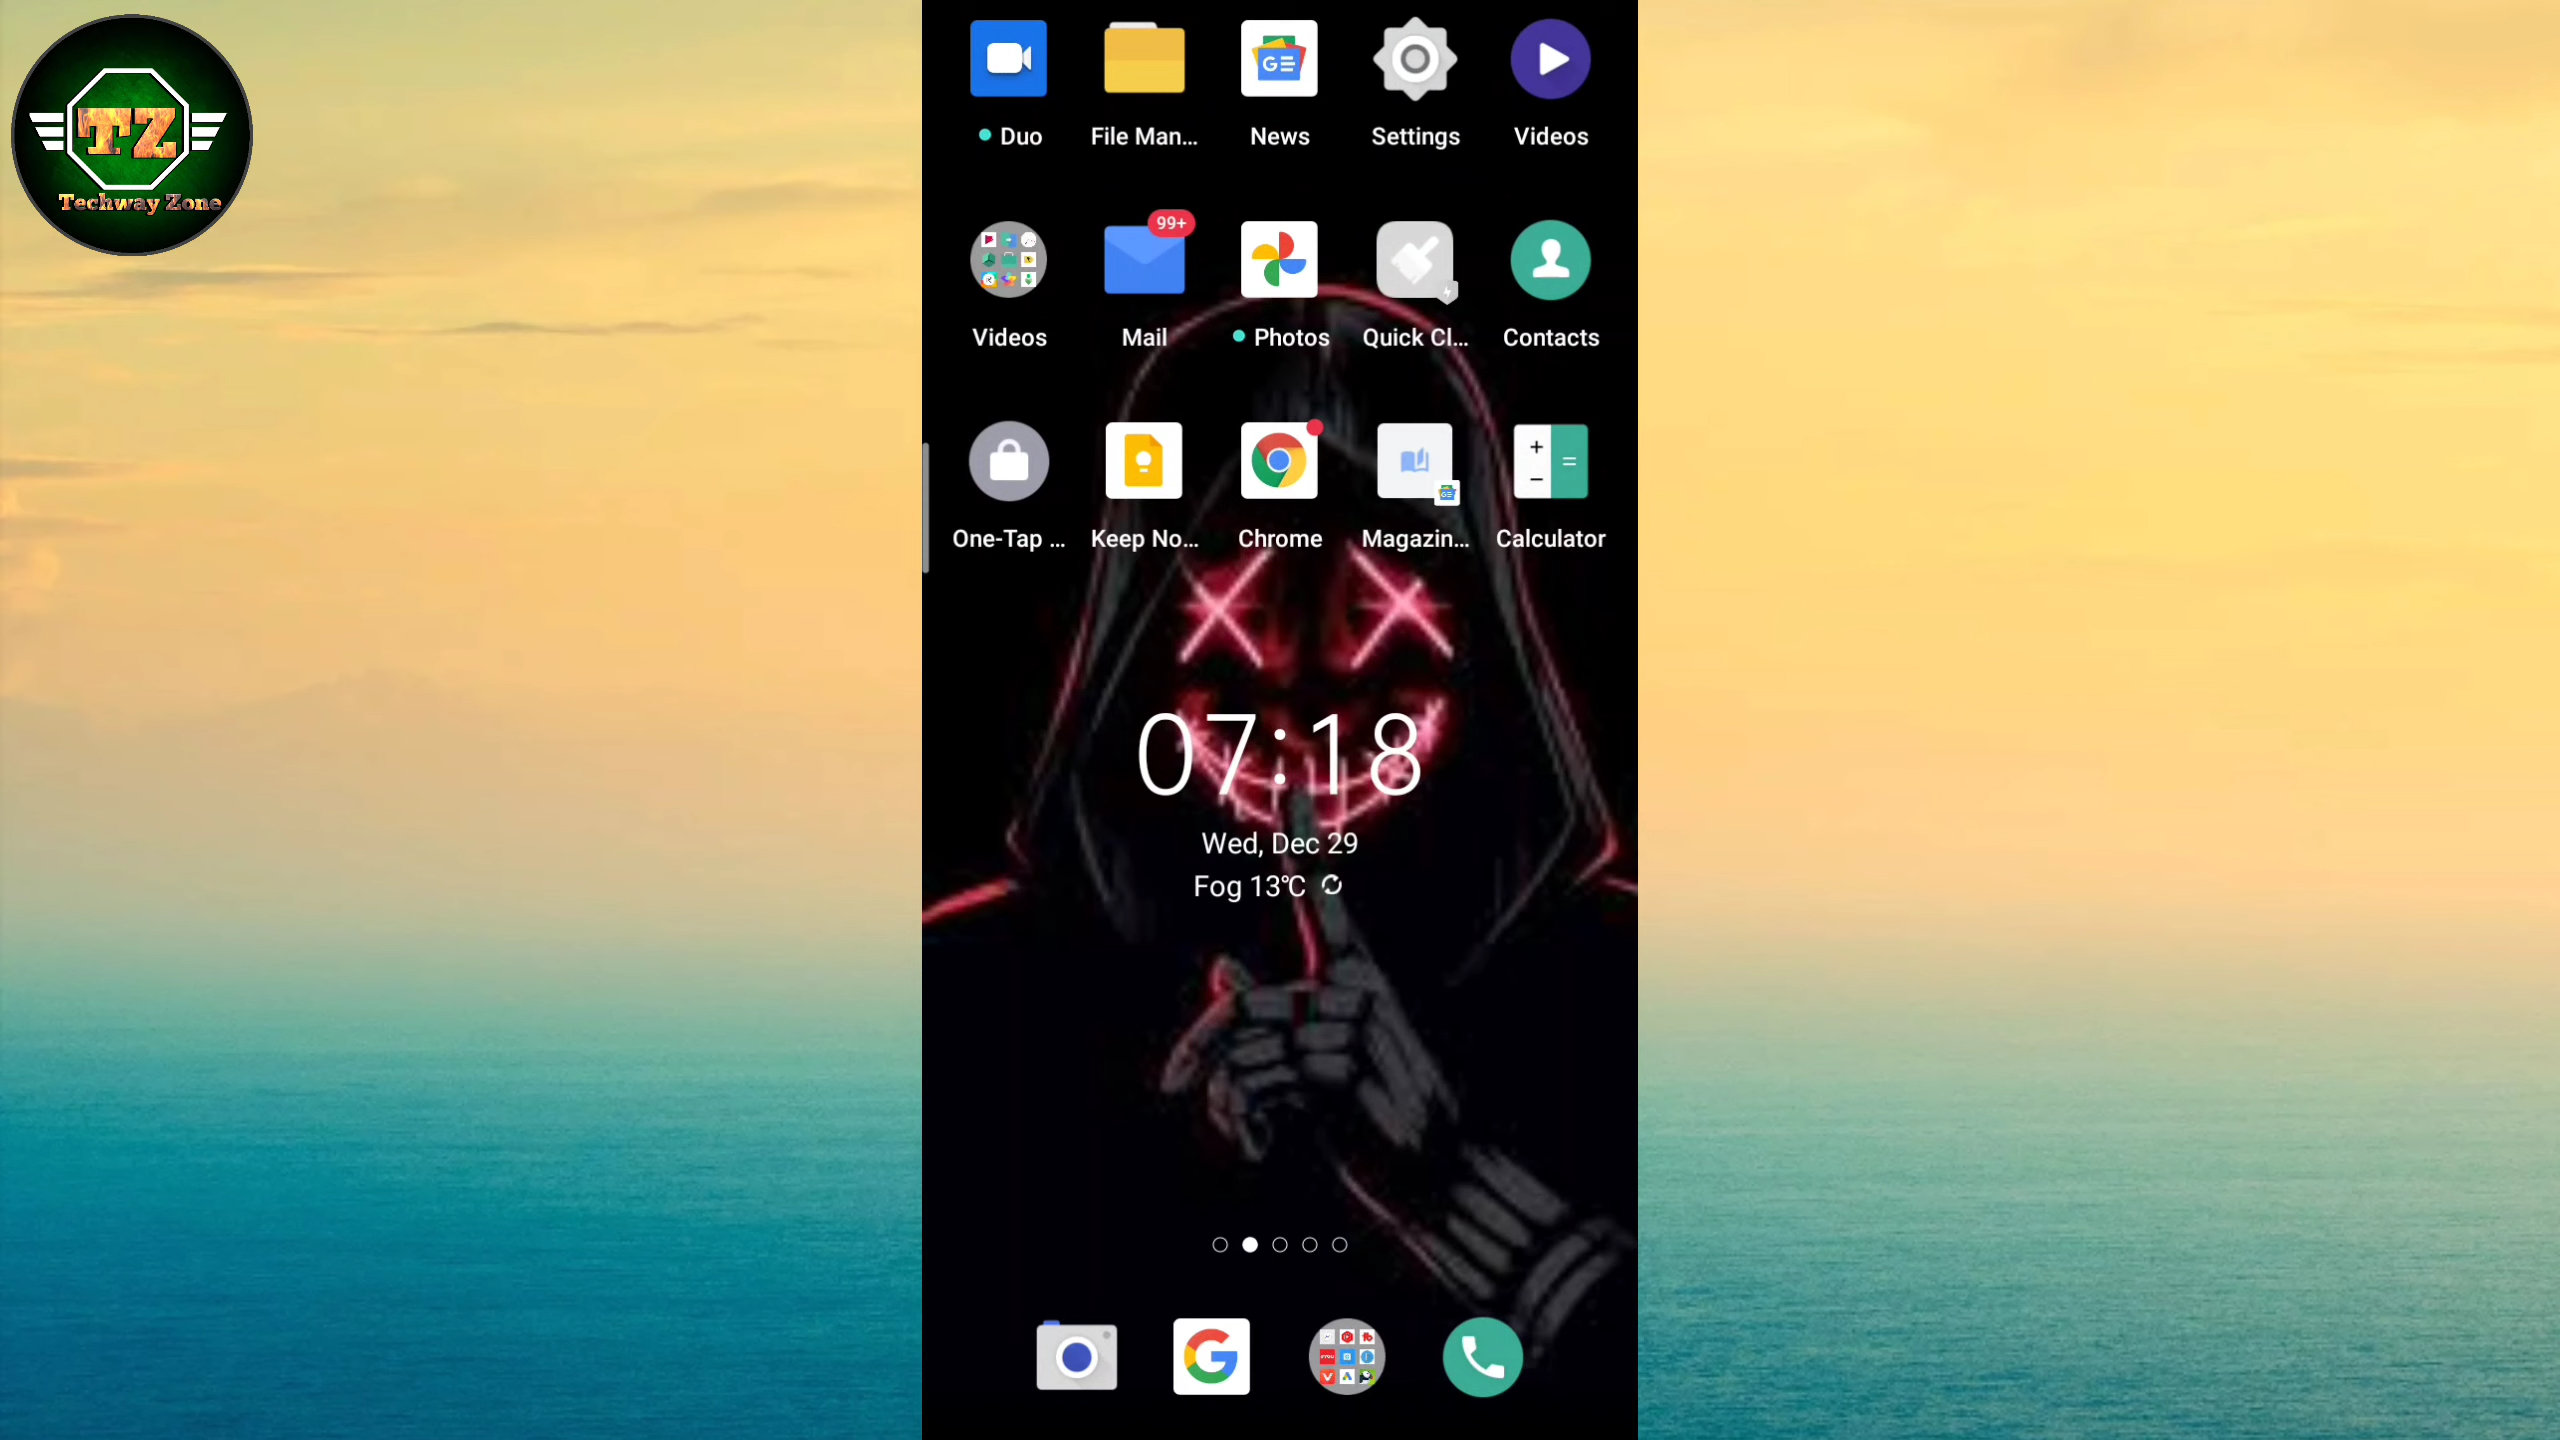 TZ
Techway Zone
Duo
File Man...
News
Settings
Videos
99+
Videos
Mail
Photos
Quick Cl...
Contacts
One-Tap ...
Keep No...
Chrome
Magazin...
Calculator
07:18
Wed, Dec 29
Fog 13°C